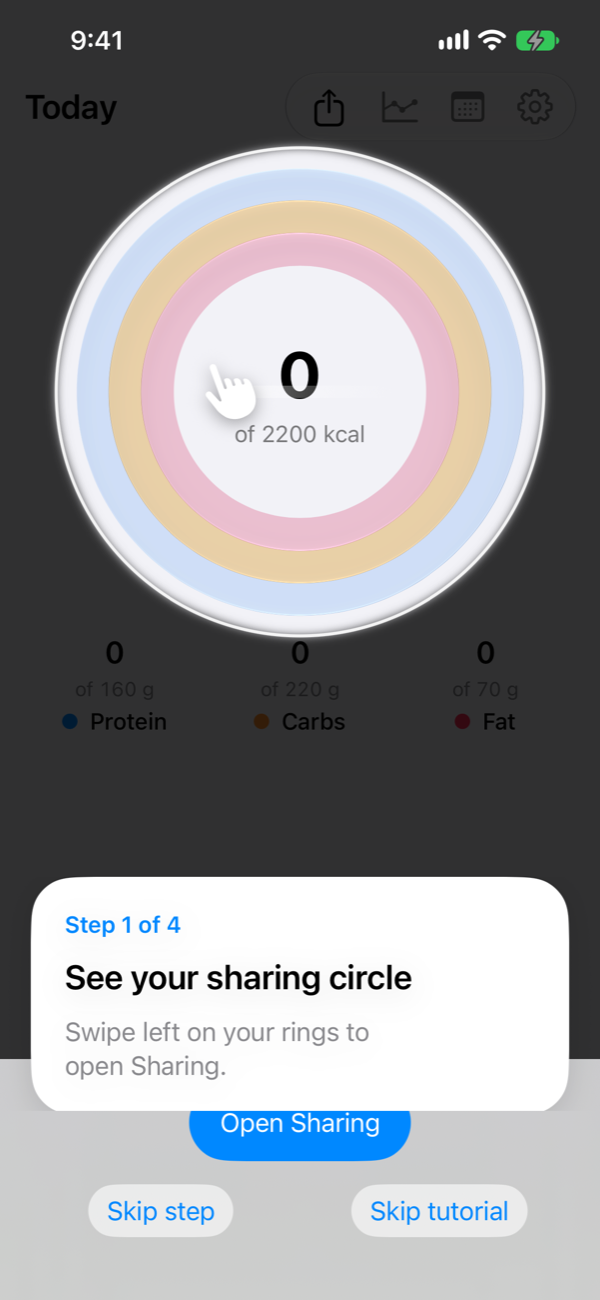 9:41
Today
0
of 2200 kcal
0 0 0
of 160 g of 220 g of 70 g
Protein Carbs Fat
Step 1 of 4
See your sharing circle
Swipe left on your rings to
open Sharing.
Open Sharing
Skip step Skip tutorial